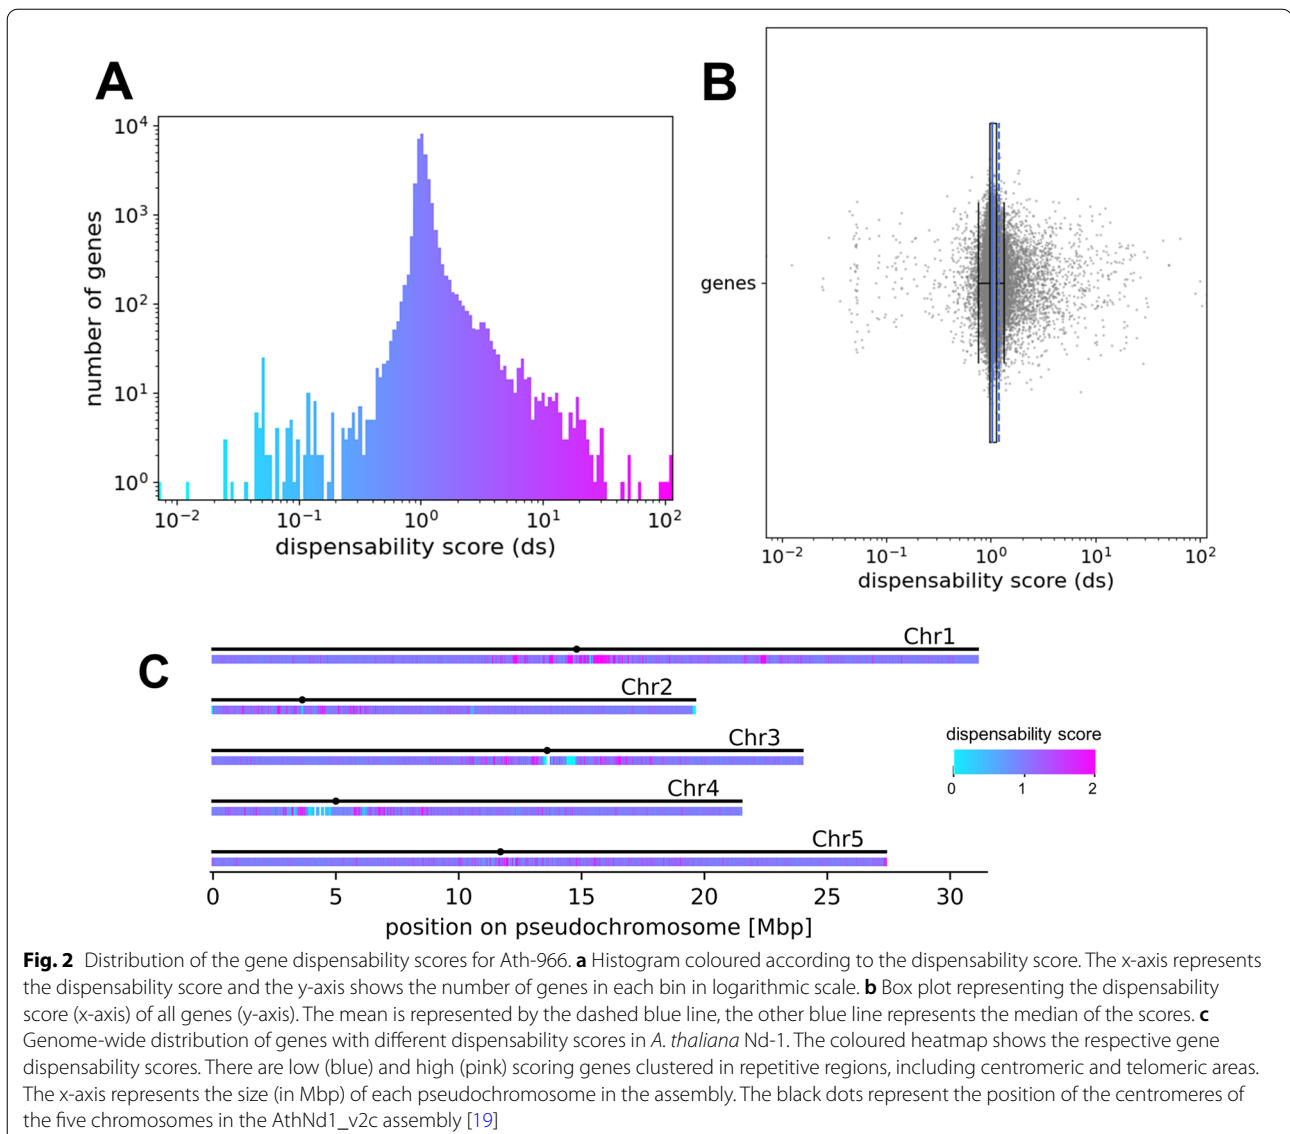 A
10⁴
10³
10²
10¹
10⁰
number of genes
10⁻² 10⁻¹ 10⁰ 10¹ 10²
dispensability score (ds)
B
genes
10⁻² 10⁻¹ 10⁰ 10¹ 10²
dispensability score (ds)
C
Chr1
Chr2
Chr3
Chr4
Chr5
dispensability score
0 1 2
0 5 10 15 20 25 30
position on pseudochromosome [Mbp]
Fig. 2 Distribution of the gene dispensability scores for Ath-966. a Histogram coloured according to the dispensability score. The x-axis represents
the dispensability score and the y-axis shows the number of genes in each bin in logarithmic scale. b Box plot representing the dispensability
score (x-axis) of all genes (y-axis). The mean is represented by the dashed blue line, the other blue line represents the median of the scores. c
Genome-wide distribution of genes with different dispensability scores in A. thaliana Nd-1. The coloured heatmap shows the respective gene
dispensability scores. There are low (blue) and high (pink) scoring genes clustered in repetitive regions, including centromeric and telomeric areas.
The x-axis represents the size (in Mbp) of each pseudochromosome in the assembly. The black dots represent the position of the centromeres of
the five chromosomes in the AthNd1_v2c assembly [19]